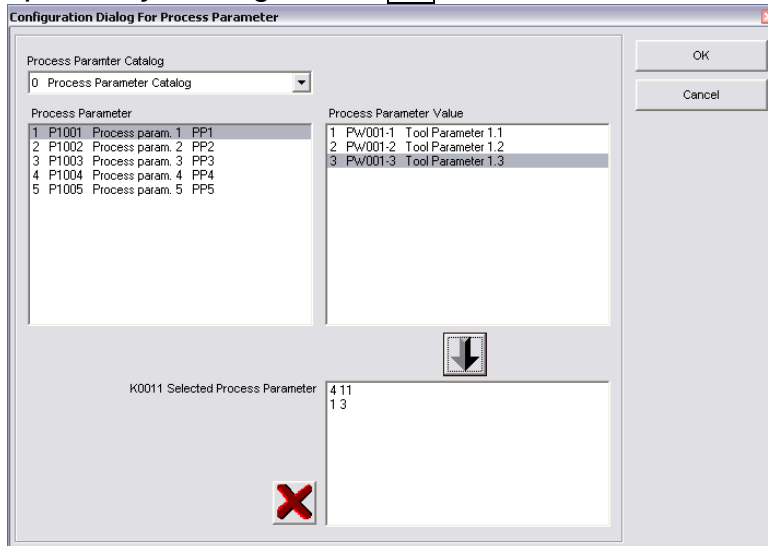 Configuration Dialog For Process Parameter
OK
Process Paramter Catalog
0 Process Parameter Catalog
Cancel
Process Parameter
Process Parameter Value
1 P1001 Process param. 1 PP1
2 P1002 Process param. 2 PP2
3 P1003 Process param. 3 PP3
4 P1004 Process param. 4 PP4
5 P1005 Process param. 5 PP5
1 PW001-1 Tool Parameter 1.1
2 PW001-2 Tool Parameter 1.2
3 PW001-3 Tool Parameter 1.3
K0011 Selected Process Parameter
4 11
1 3